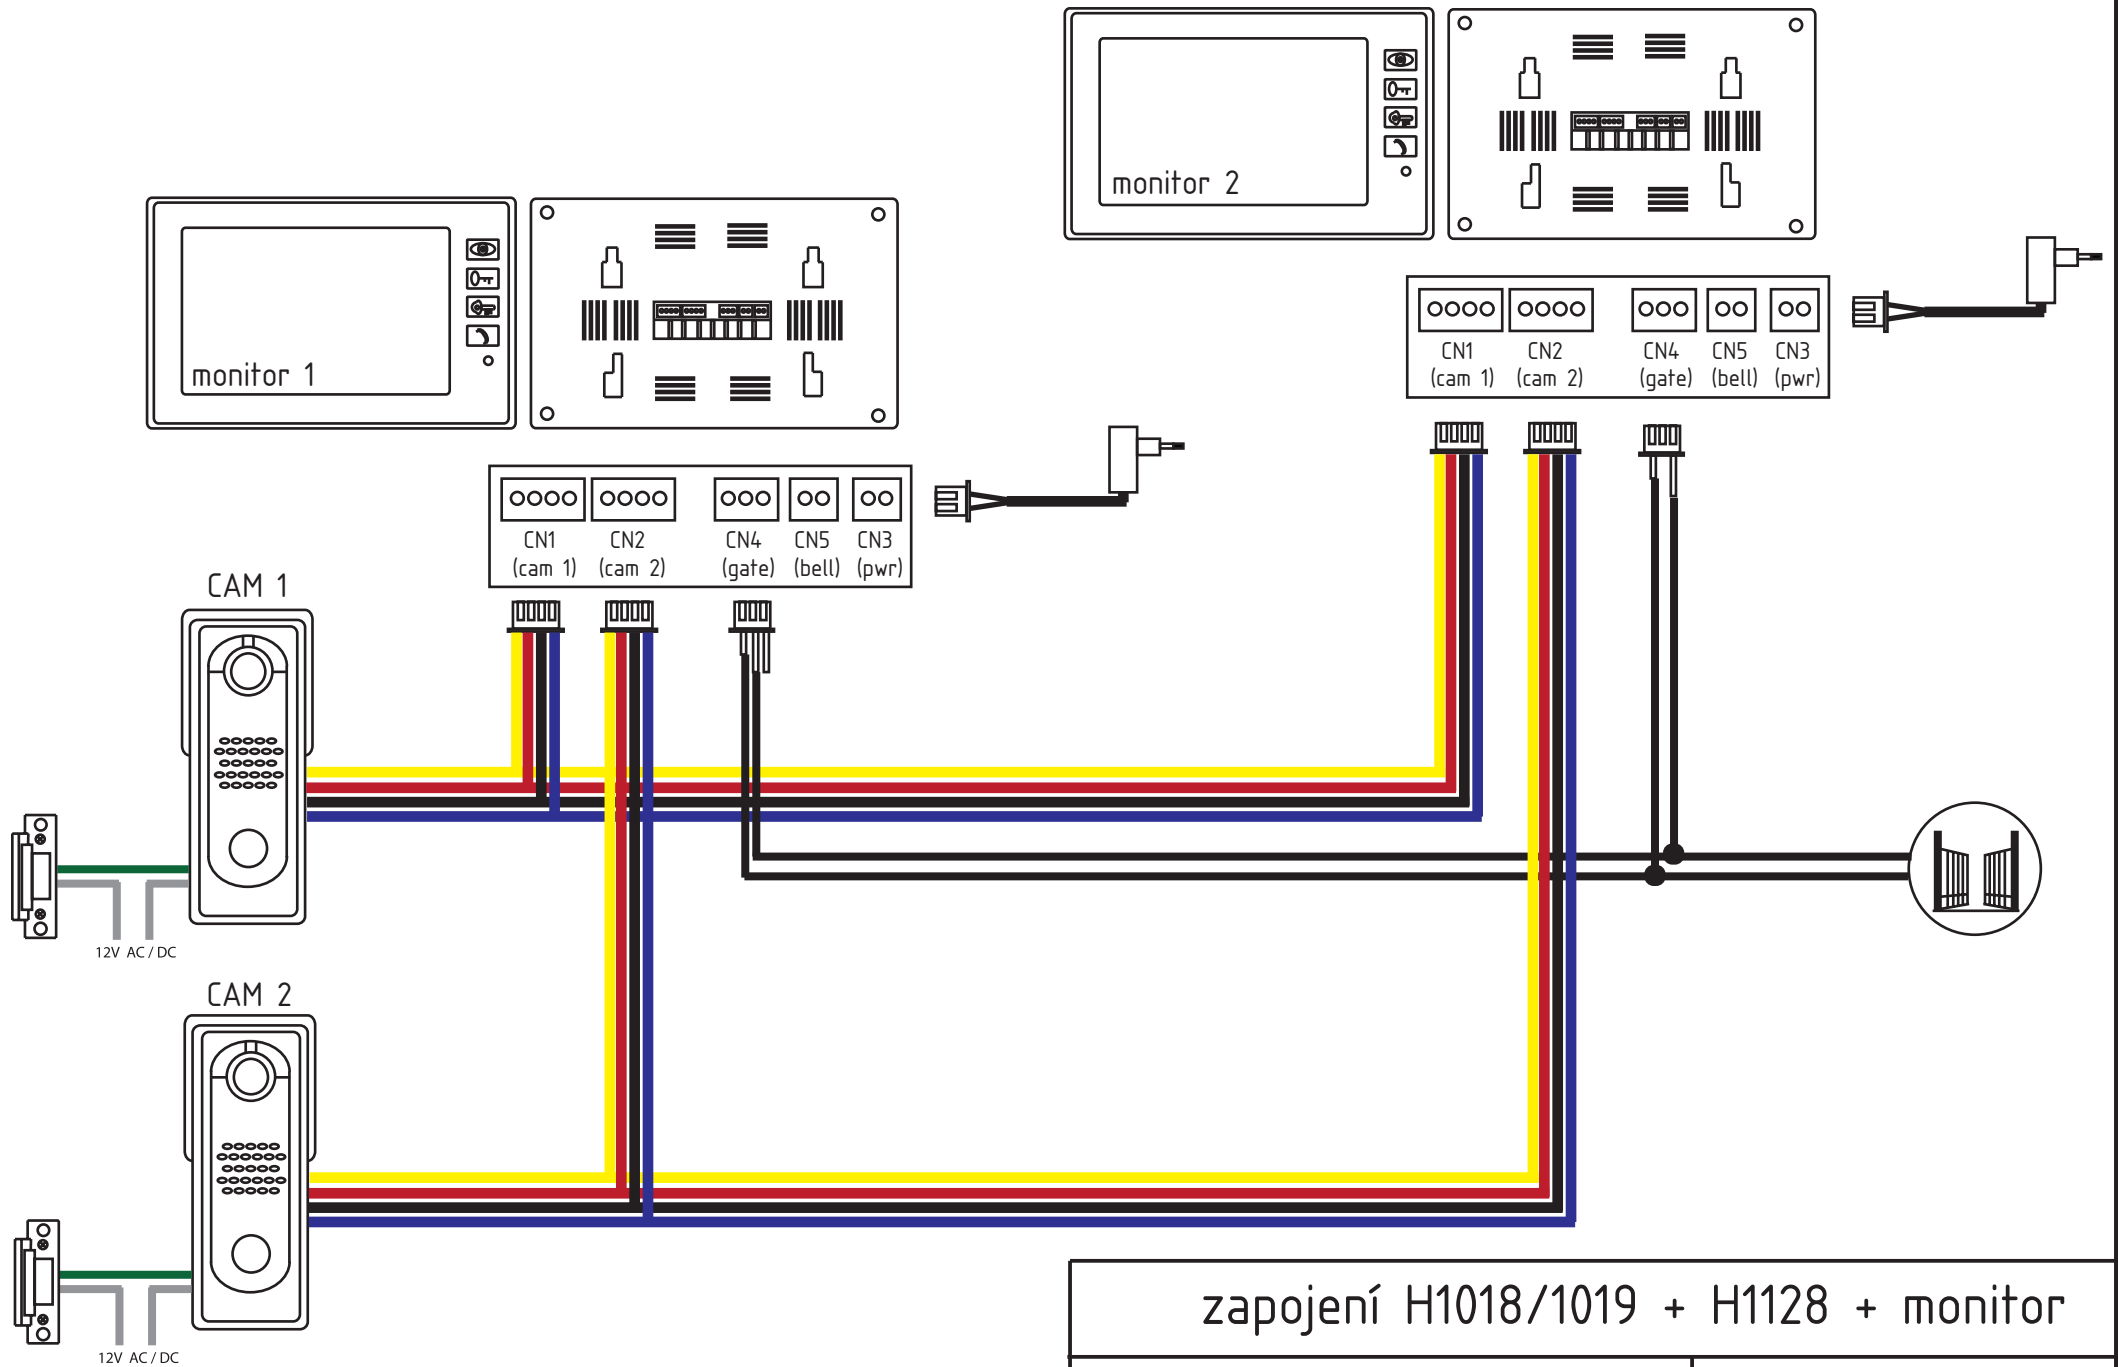 monitor 2
monitor 1
CN1 CN2 CN4 CN5 CN3
(cam 1) (cam 2) (gate) (bell) (pwr)
CN1 CN2 CN4 CN5 CN3
(cam 1) (cam 2) (gate) (bell) (pwr)
CAM 1
12V AC / DC
CAM 2
12V AC / DC
zapojení H1018/1019 + H1128 + monitor